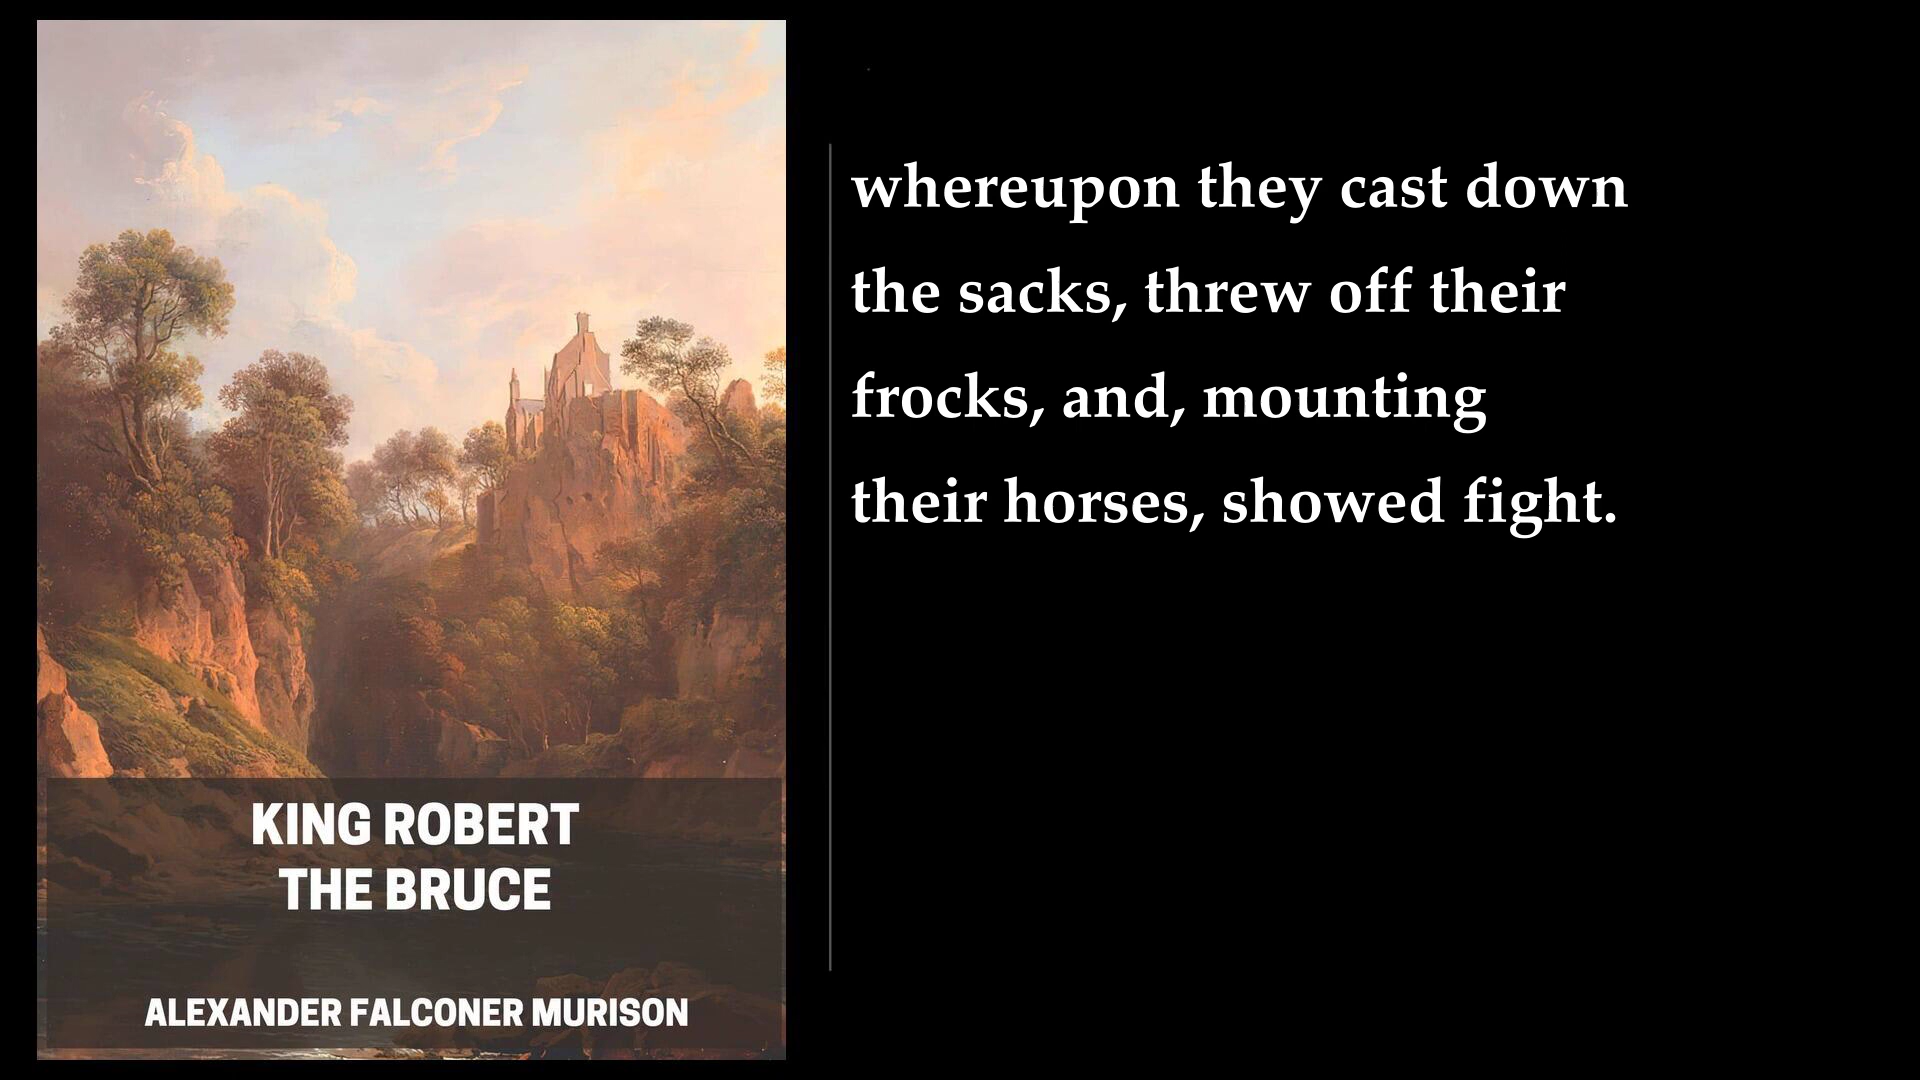 whereupon they cast down
the sacks, threw off their
frocks, and, mounting
their horses, showed fight.
KING ROBERT
THE BRUCE
ALEXANDER FALCONER MURISON